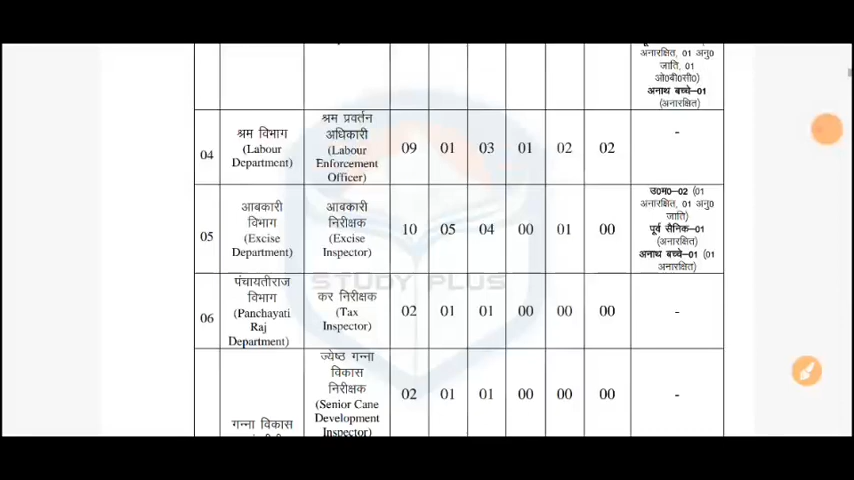 अनारक्षित, 01 अनु0
जाति, 01
ओ0बी0सी0)
अनाथ बच्चे-01
(अनारक्षित)
04
श्रम विभाग
(Labour
Department)
श्रम प्रवर्तन
अधिकारी
(Labour
Enforcement
Officer)
09 01 03 01 02 02 -
05
आबकारी
विभाग
(Excise
Department)
आबकारी
निरीक्षक
(Excise
Inspector)
10 05 04 00 01 00
उ0म0-02 (01
अनारक्षित, 01 अनु0
जाति)
पूर्व सैनिक-01
(अनारक्षित)
अनाथ बच्चे-01 (01
अनारक्षित)
06
पंचायतीराज
विभाग
(Panchayati
Raj
Department)
कर निरीक्षक
(Tax
Inspector)
02 01 01 00 00 00 -
गन्ना विकास
ज्येष्ठ गन्ना
विकास
निरीक्षक
(Senior Cane
Development
Inspector)
02 01 01 00 00 00 -
STUDY PLUS